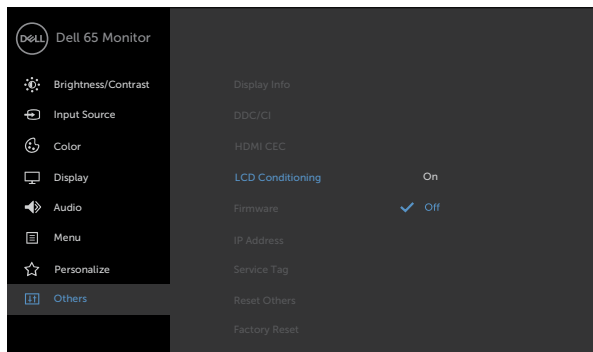 DELL
Dell 65 Monitor
Brightness/Contrast
Input Source
Color
Display
Audio
Menu
Personalize
Others
Display Info
DDC/CI
HDMI CEC
LCD Conditioning
Firmware
IP Address
Service Tag
Reset Others
Factory Reset
On
Off